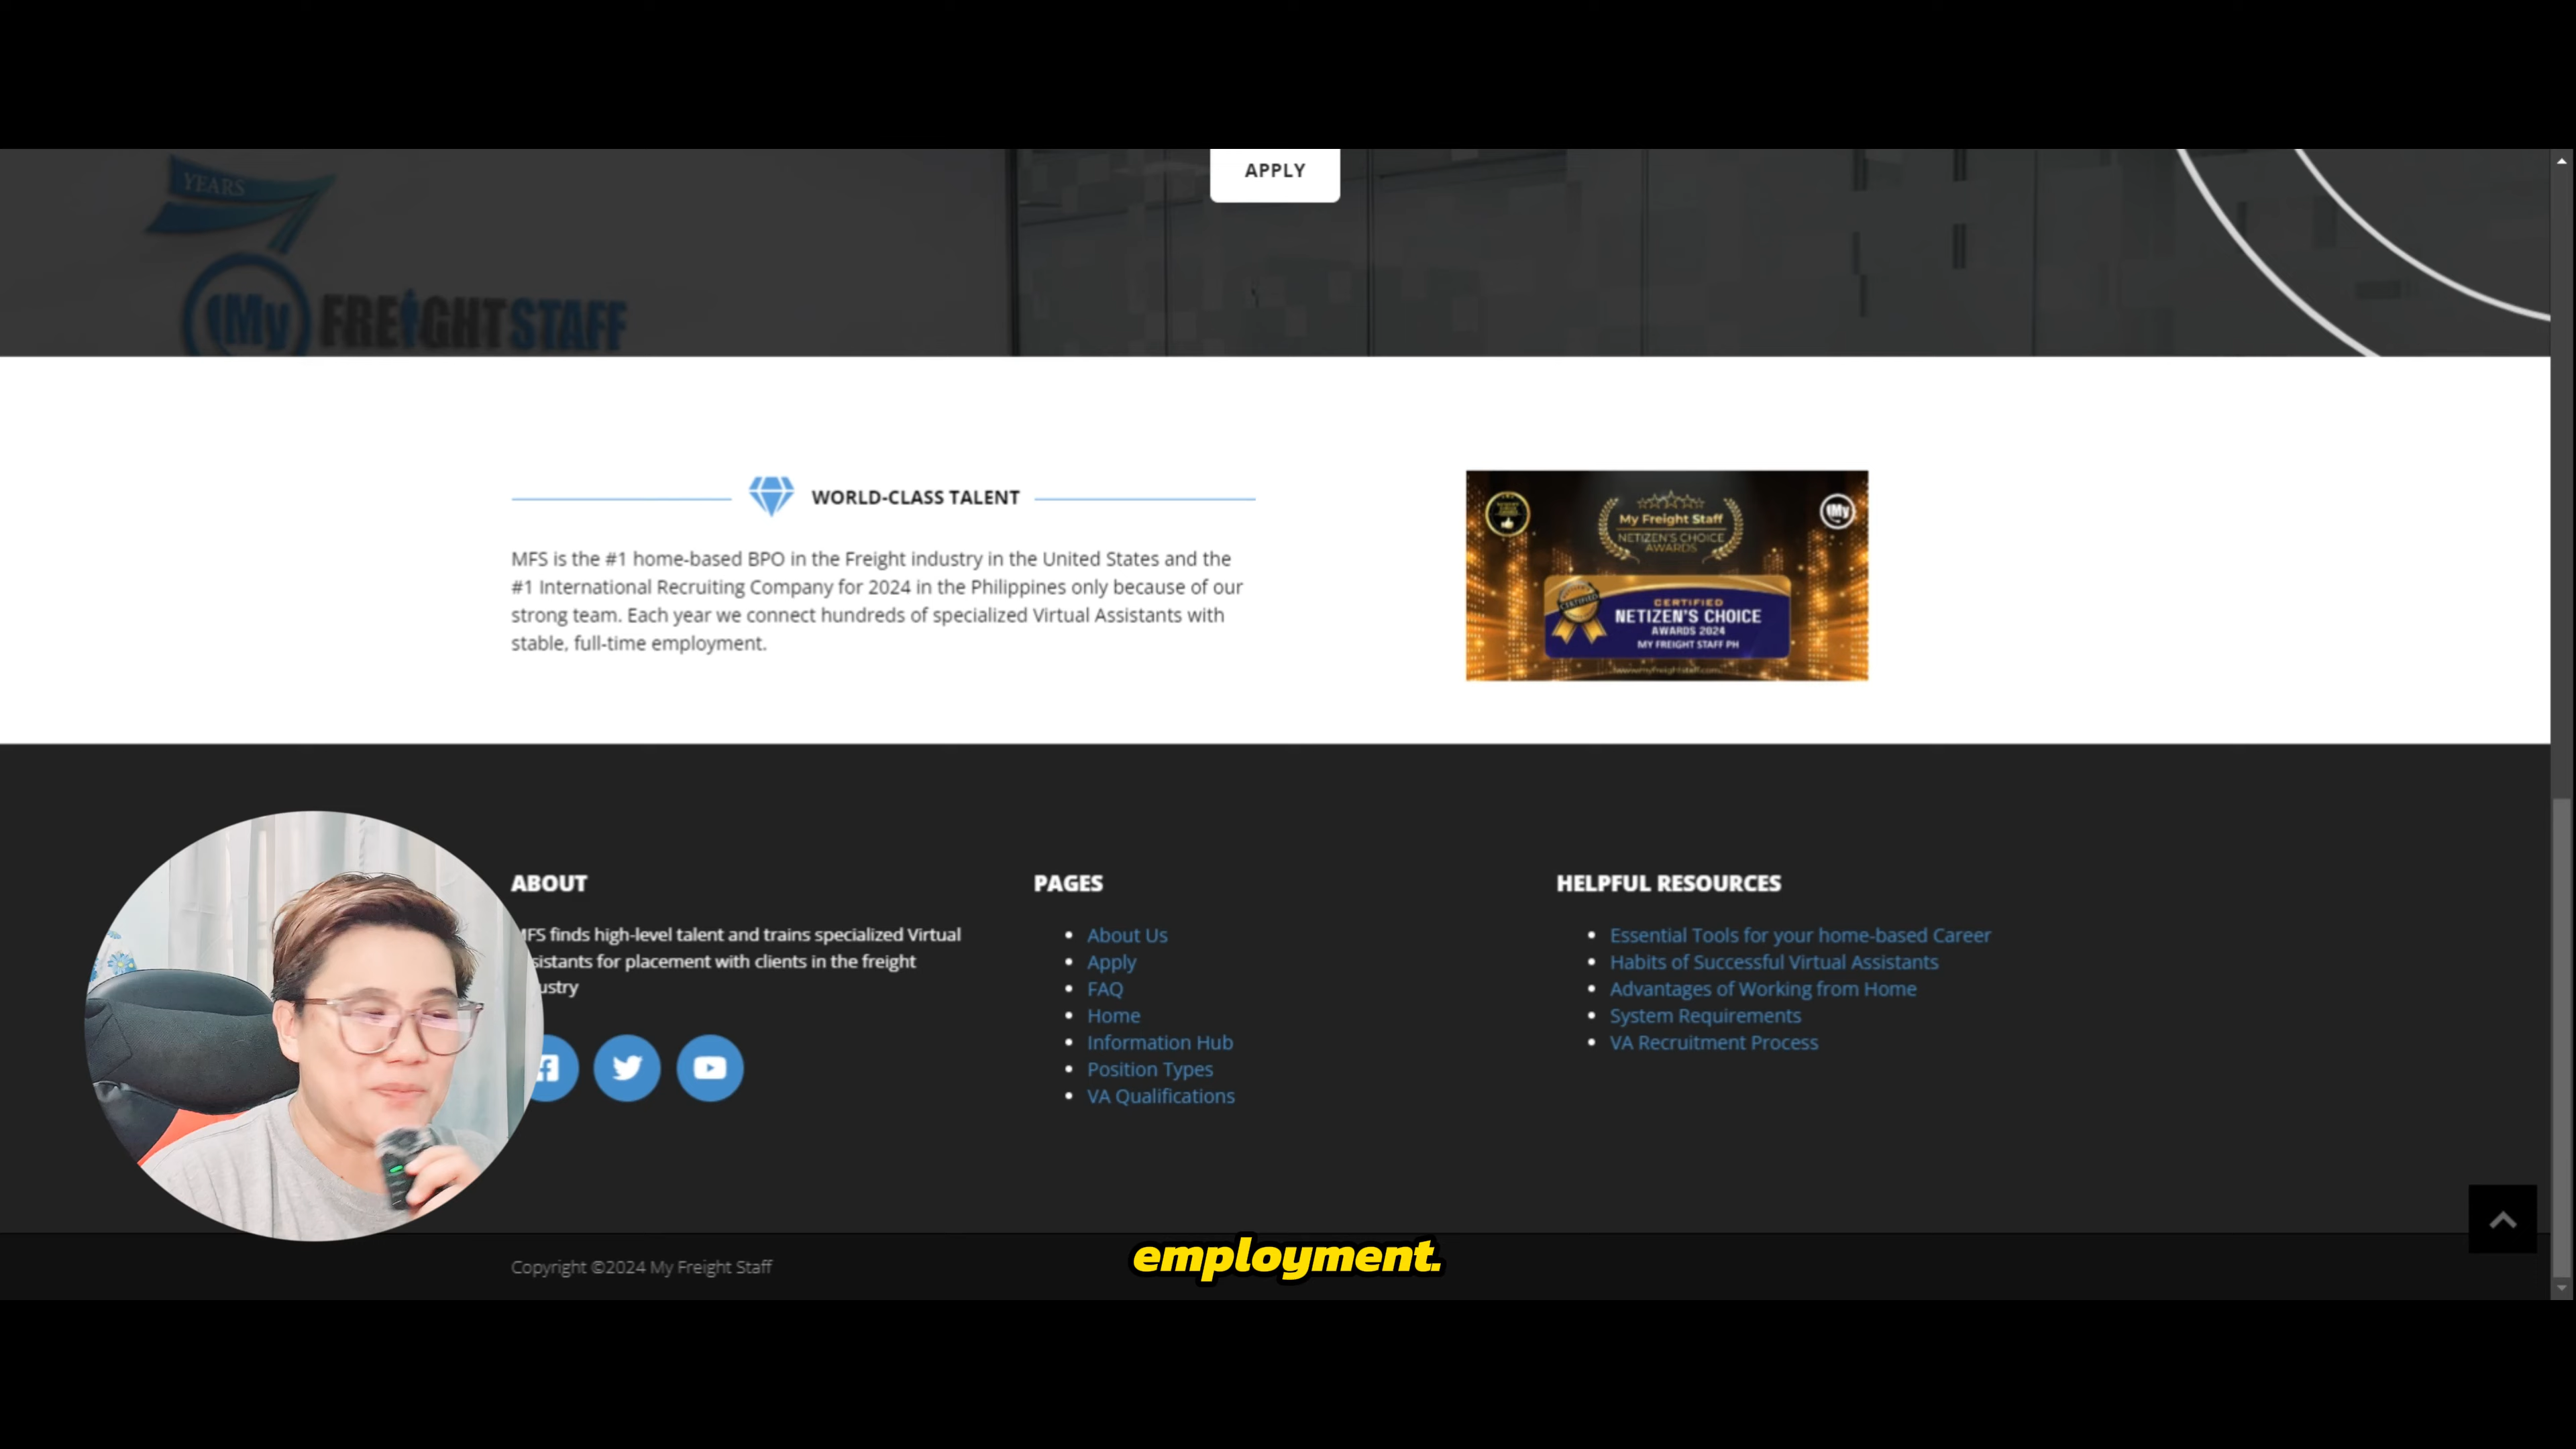 YEARS
APPLY
My FREIGHTSTAFF
WORLD-CLASS TALENT
MFS is the #1 home-based BPO in the Freight industry in the United States and the
#1 International Recruiting Company for 2024 in the Philippines only because of our
strong team. Each year we connect hundreds of specialized Virtual Assistants with
stable, full-time employment.
My
My Freight Staff
NETIZEN'S CHOICE
AWARDS
CERTIFIED
CERTIFIED
NETIZEN'S CHOICE
AWARDS 2024
MY FREIGHT STAFF PH
ABOUT
MFS finds high-level talent and trains specialized Virtual
sistants for placement with clients in the freight
ustry
PAGES
About Us
Apply
FAQ
Home
Information Hub
Position Types
VA Qualifications
HELPFUL RESOURCES
Essential Tools for your home-based Career
Habits of Successful Virtual Assistants
Advantages of Working from Home
System Requirements
VA Recruitment Process
employment.
Copyright ©2024 My Freight Staff